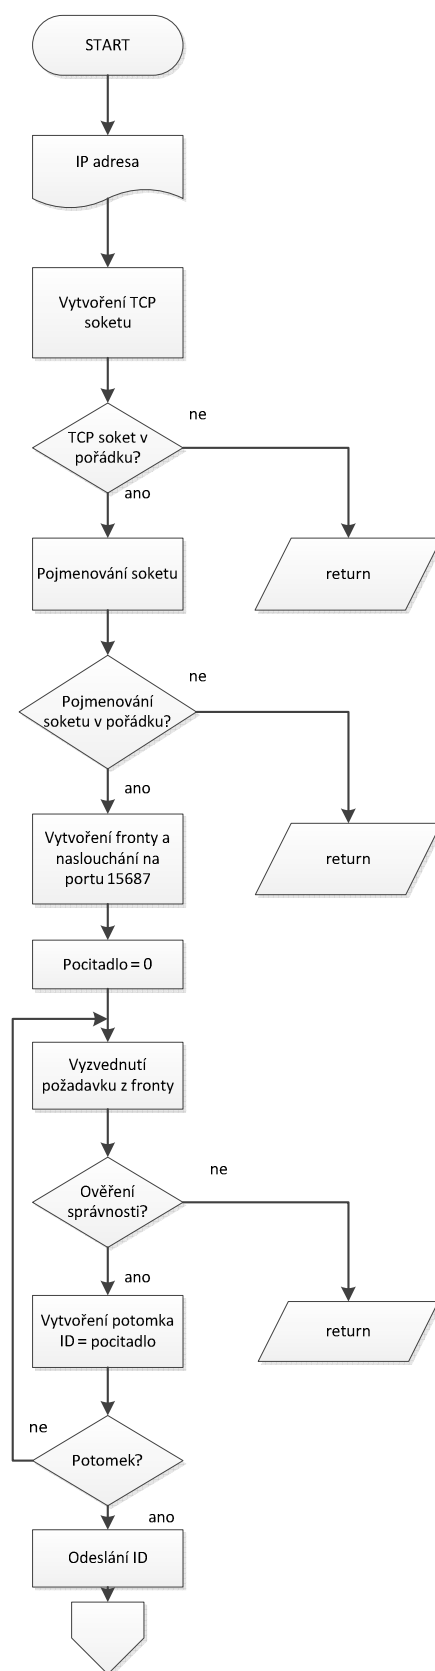 START
IP adresa
Vytvoření TCP
soketu
ne
TCP soket v
pořádku?
ano
Pojmenování soketu
return
ne
Pojmenování
soketu v pořádku?
ano
Vytvoření fronty a
naslouchání na
portu 15687
return
Pocitadlo = 0
Vyzvednutí
požadavku z fronty
ne
Ověření
správnosti?
ano
Vytvoření potomka
ID = pocitadlo
return
ne
Potomek?
ano
Odeslání ID